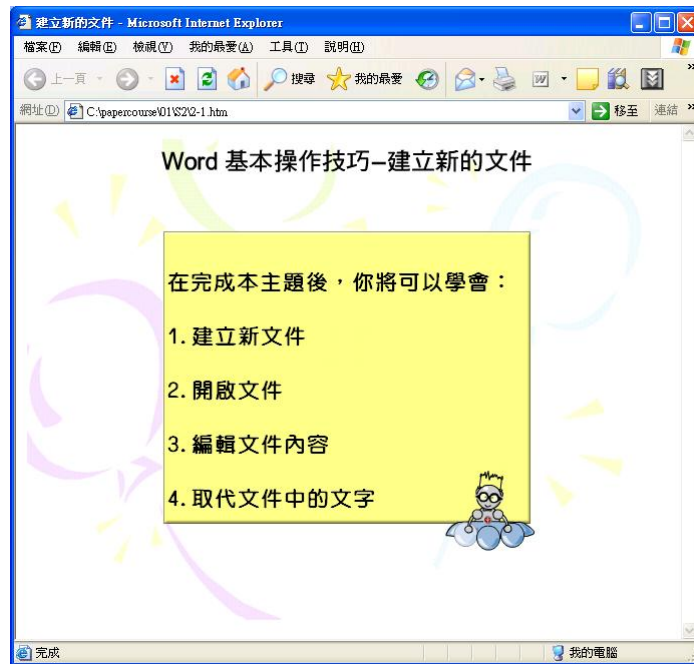 建立新的文件 - Microsoft Internet Explorer
檔案(F) 編輯(E) 檢視(V) 我的最愛(A) 工具(T) 說明(H)
上一頁 搜尋 我的最愛
網址(D) C:\papercourse\01\S2\2-1.htm 移至 連結
Word 基本操作技巧–建立新的文件
在完成本主題後，你將可以學會：
1. 建立新文件
2. 開啟文件
3. 編輯文件內容
4. 取代文件中的文字
完成 我的電腦